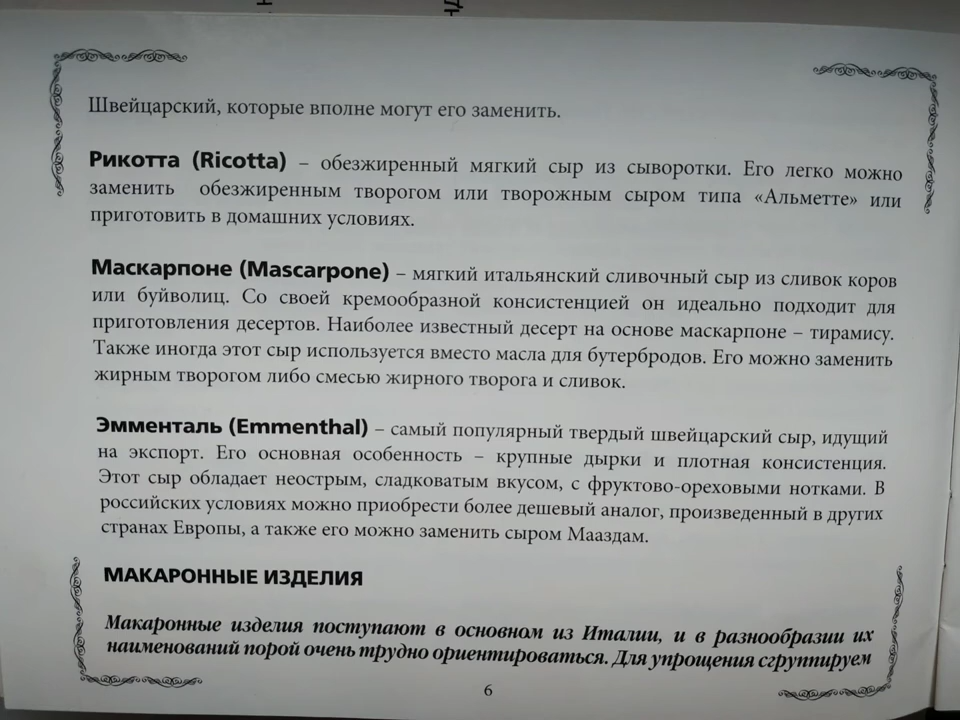 Швейцарский, которые вполне могут его заменить.
Рикотта (Ricotta) – обезжиренный мягкий сыр из сыворотки. Его легко можно
заменить обезжиренным творогом или творожным сыром типа «Альметте» или
приготовить в домашних условиях.
Маскарпоне (Mascarpone) – мягкий итальянский сливочный сыр из сливок коров
или буйволиц. Со своей кремообразной консистенцией он идеально подходит для
приготовления десертов. Наиболее известный десерт на основе маскарпоне – тирамису.
Также иногда этот сыр используется вместо масла для бутербродов. Его можно заменить
жирным творогом либо смесью жирного творога и сливок.
Эмменталь (Emmenthal) – самый популярный твердый швейцарский сыр, идущий
на экспорт. Его основная особенность – крупные дырки и плотная консистенция.
Этот сыр обладает неострым, сладковатым вкусом, с фруктово-ореховыми нотками. В
российских условиях можно приобрести более дешевый аналог, произведенный в других
странах Европы, а также его можно заменить сыром Мааздам.
МАКАРОННЫЕ ИЗДЕЛИЯ
Макаронные изделия поступают в основном из Италии, и в разнообразии их
наименований порой очень трудно ориентироваться. Для упрощения сгруппируем
6